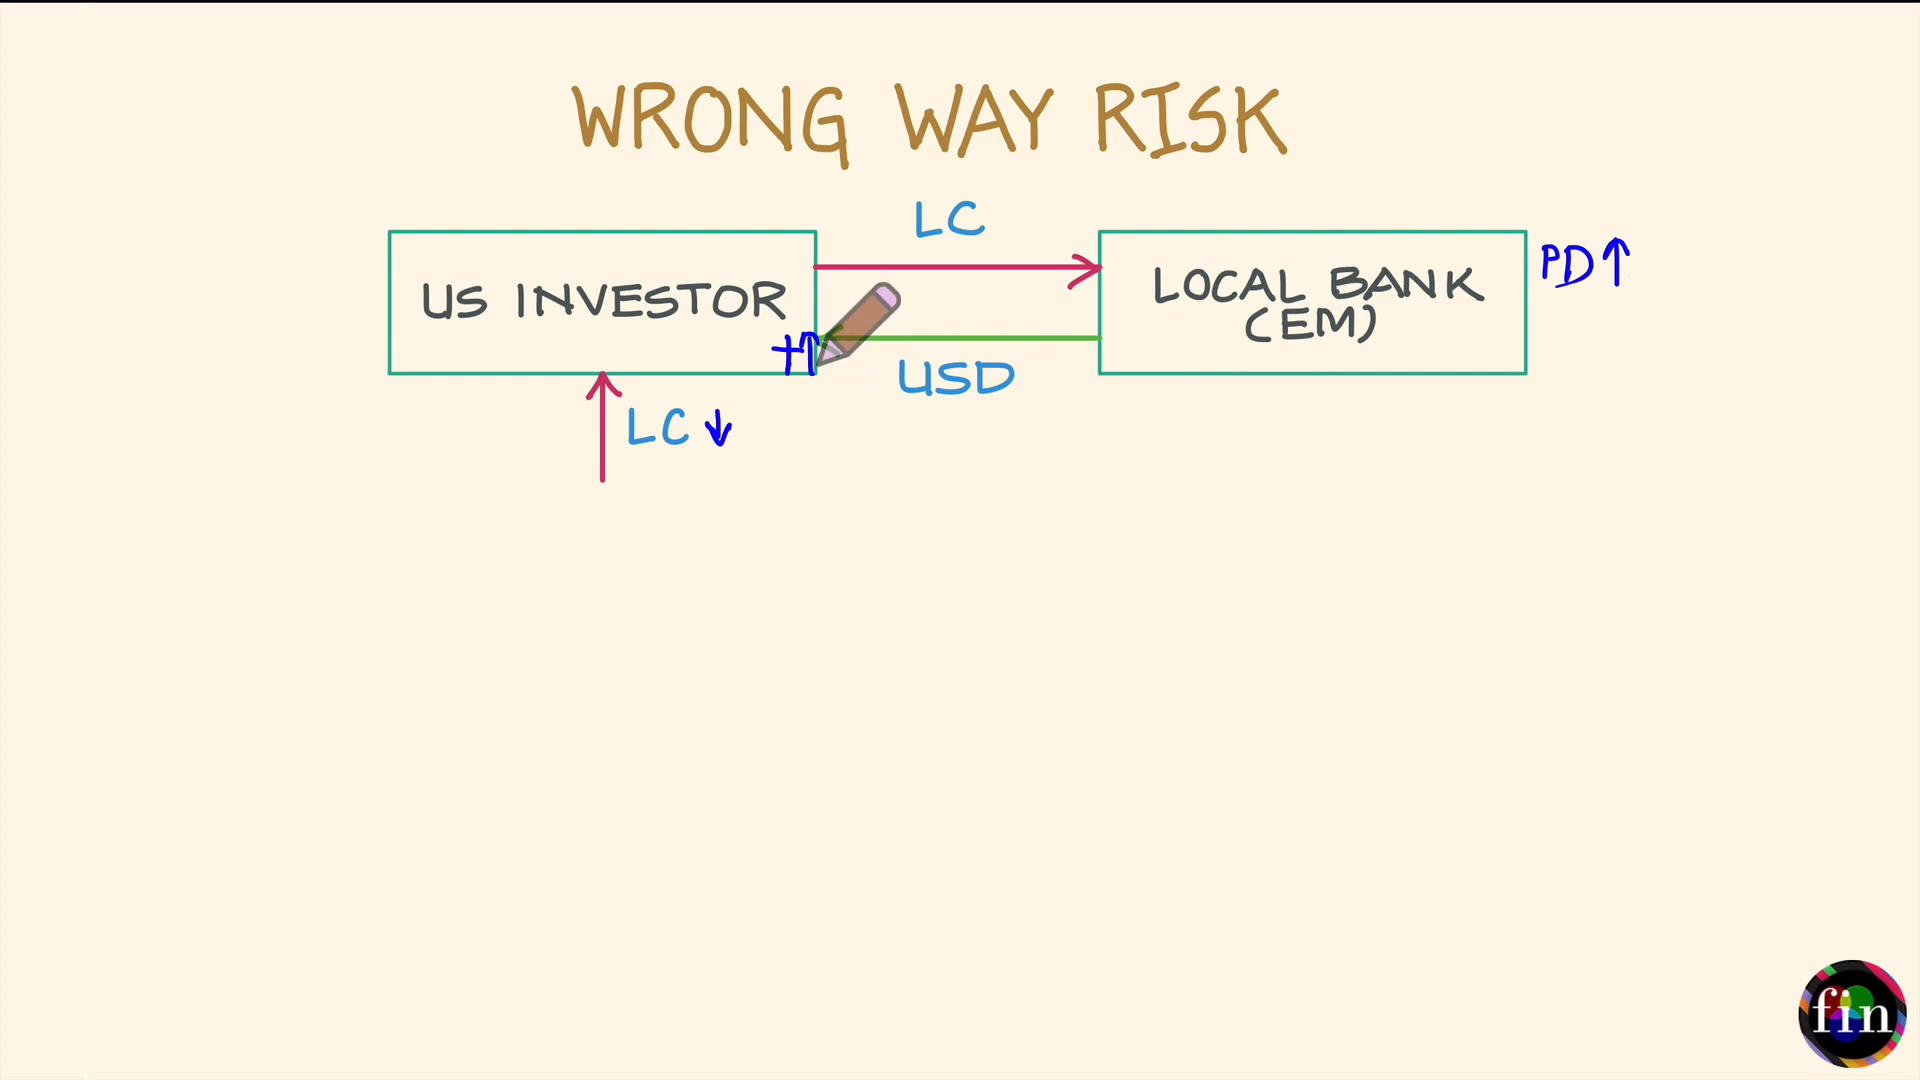 WRONG WAY RISK
LC
US INVESTOR
LOCAL BANK
(EM)
PD↑
+↑
USD
LC ↓
fin